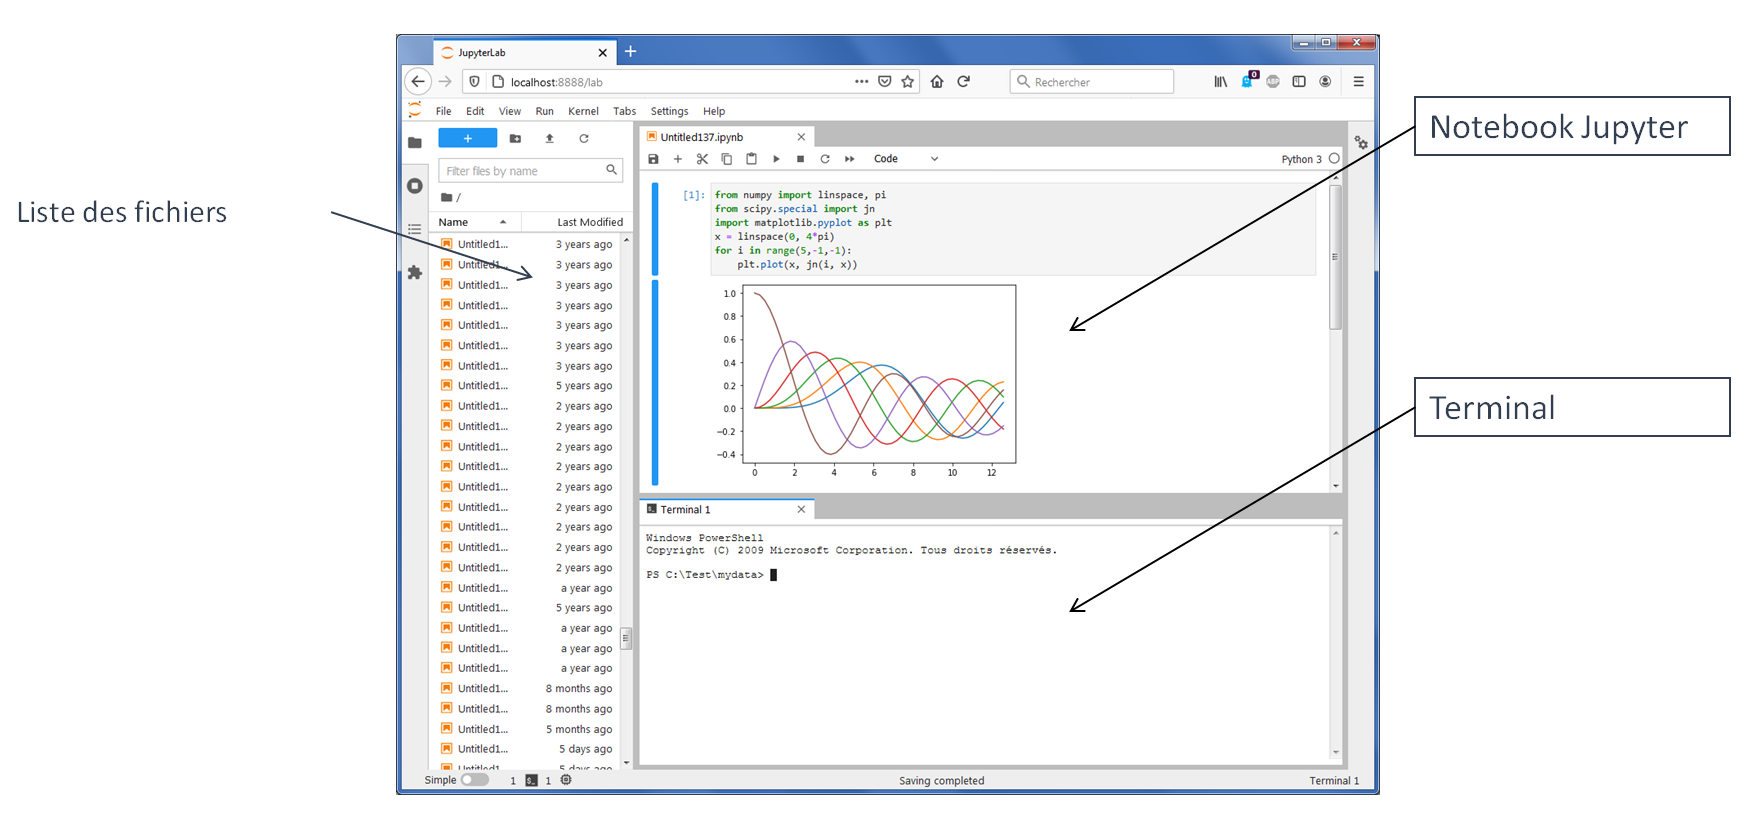 JupyterLab
localhost:8888/lab
Rechercher
0
ABP
File Edit View Run Kernel Tabs Settings Help
Notebook Jupyter
Untitled137.ipynb
Filter files by name
Code
Python 3
/
Liste des fichiers
Name
Last Modified
Untitled1... 3 years ago
Untitled1... 3 years ago
Untitled1... 3 years ago
Untitled1... 3 years ago
Untitled1... 3 years ago
Untitled1... 3 years ago
Untitled1... 3 years ago
Untitled1... 5 years ago
Untitled1... 2 years ago
Untitled1... 2 years ago
Untitled1... 2 years ago
Untitled1... 2 years ago
Untitled1... 2 years ago
Untitled1... 2 years ago
Untitled1... 2 years ago
Untitled1... 2 years ago
Untitled1... 2 years ago
Untitled1... a year ago
Untitled1... 5 years ago
Untitled1... a year ago
Untitled1... a year ago
Untitled1... a year ago
Untitled1... 8 months ago
Untitled1... 8 months ago
Untitled1... 5 months ago
Untitled1... 5 days ago
Untitled1... 5 days ago
[1]: from numpy import linspace, pi
from scipy.special import jn
import matplotlib.pyplot as plt
x = linspace(0, 4*pi)
for i in range(5,-1,-1):
plt.plot(x, jn(i, x))
1.0
0.8
0.6
0.4
0.2
0.0
−0.2
−0.4
0 2 4 6 8 10 12
Terminal
Terminal 1
Windows PowerShell
Copyright (C) 2009 Microsoft Corporation. Tous droits réservés.
PS C:\Test\mydata>
Simple 1 $_ 1
Saving completed
Terminal 1